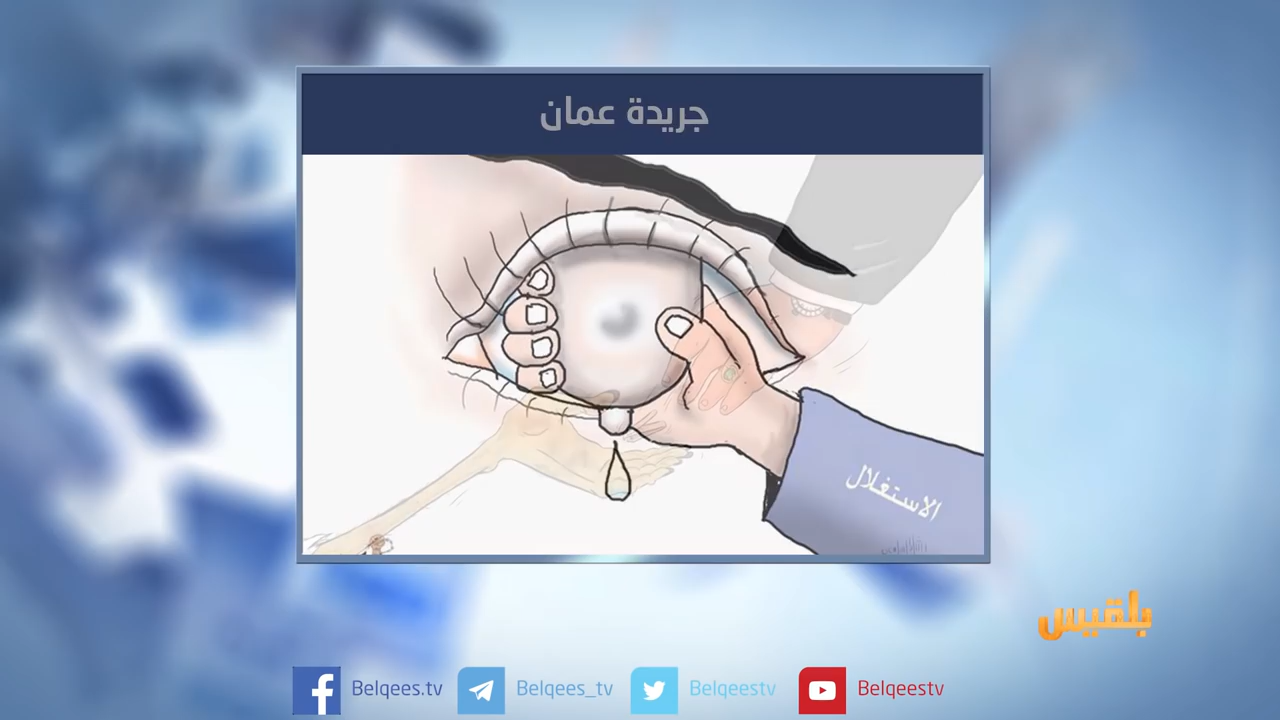 جريدة عمان
الاستغلال
بلقيس
Belqees.tv
Belqees_tv
Belqeestv
Belqeestv